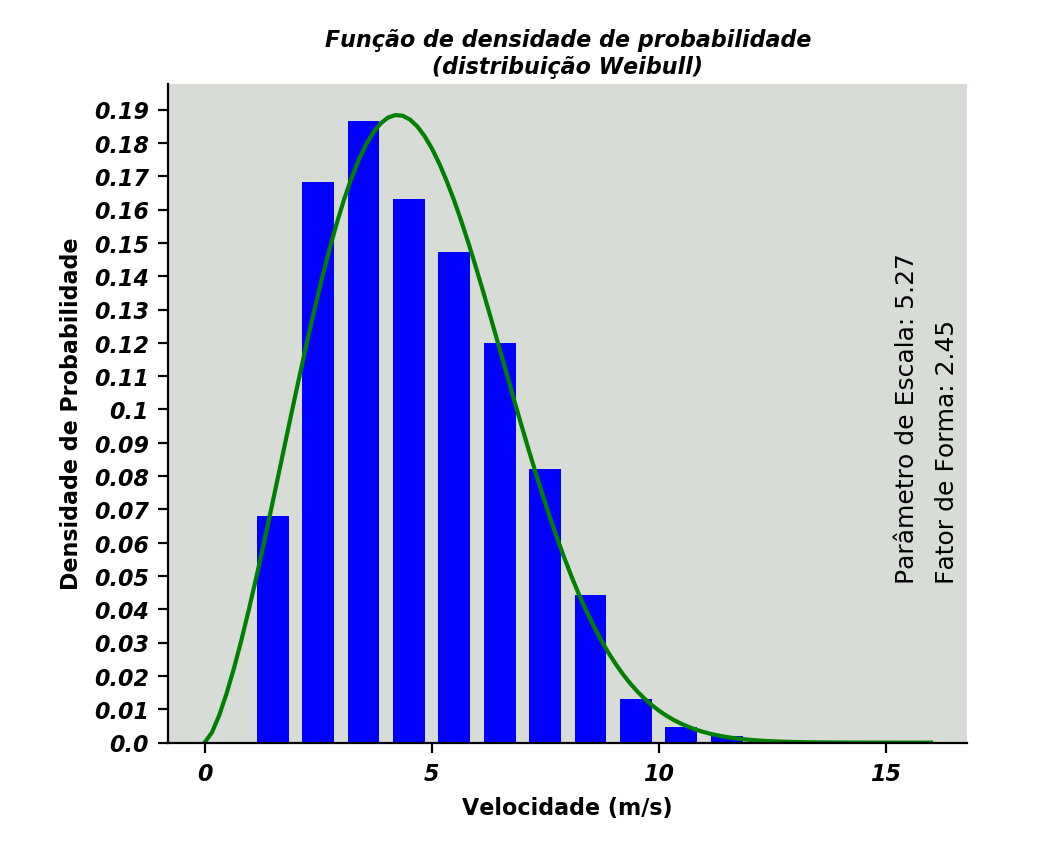 Função de densidade de probabilidade
(distribuição Weibull)
0.19
0.18
0.17
0.16
0.15
0.14
0.13
0.12
0.11
0.1
0.09
0.08
0.07
0.06
0.05
0.04
0.03
0.02
0.01
0.0
Densidade de Probabilidade
Parâmetro de Escala: 5.27
Fator de Forma: 2.45
0 5 10 15
Velocidade (m/s)